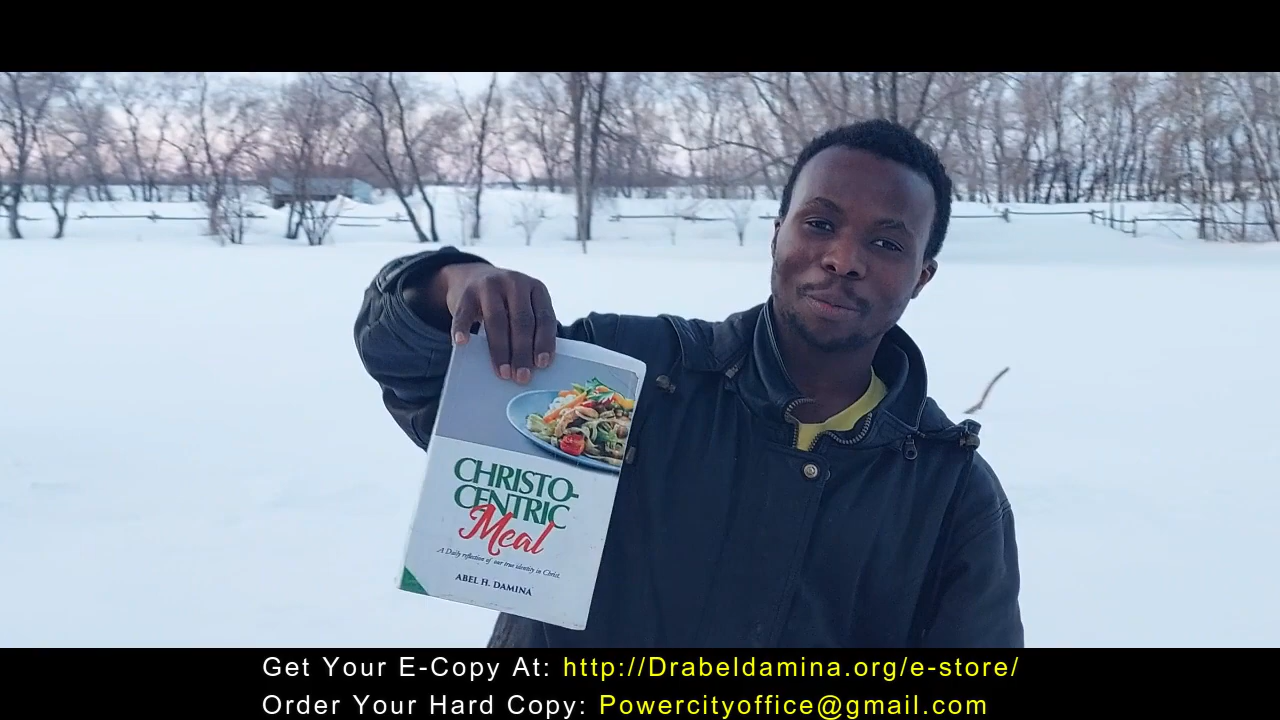 CHRISTO-
CENTRIC
Meal
A Daily reflection of our true identity in Christ.
ABEL H. DAMINA
Get Your E-Copy At: http://Drabeldamina.org/e-store/
Order Your Hard Copy: Powercityoffice@gmail.com